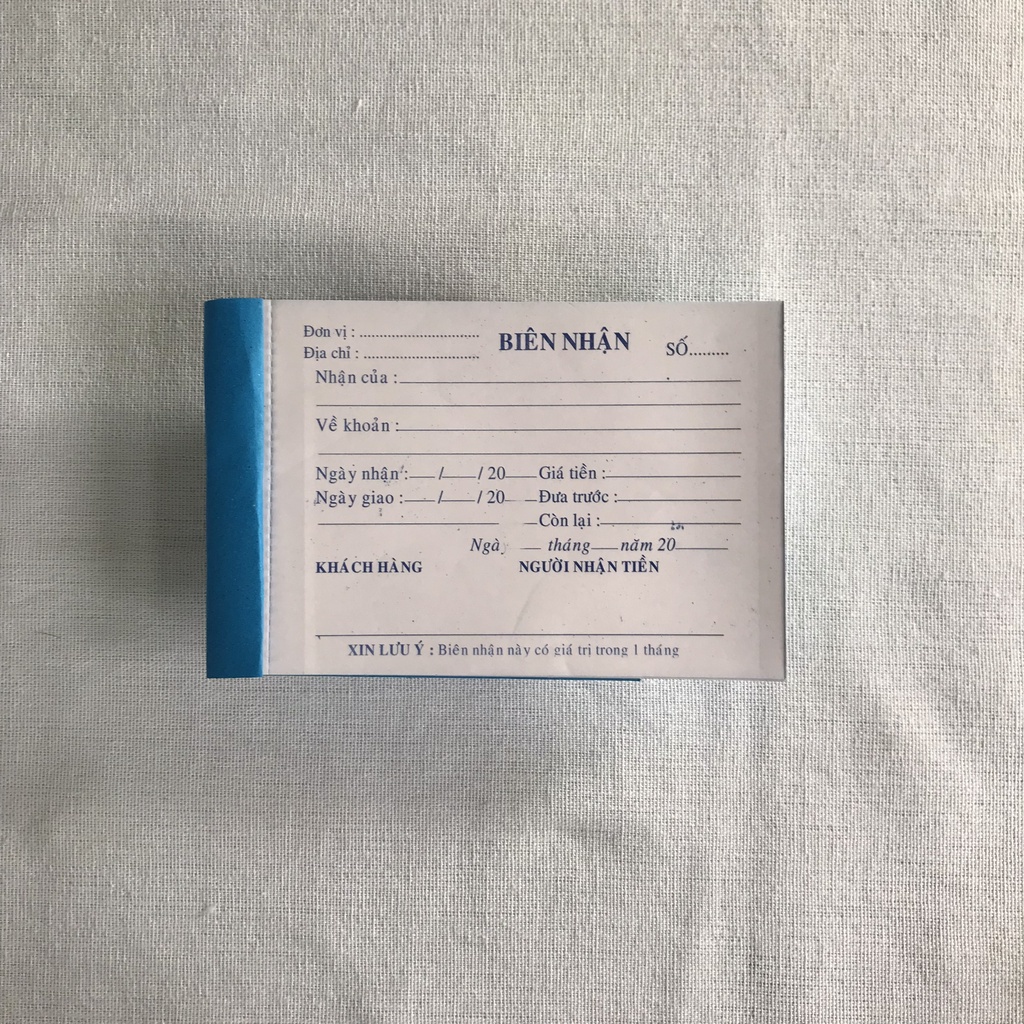 Đơn vị : ........................
Địa chỉ : ........................
BIÊN NHẬN
SỐ.........
Nhận của :
Về khoản :
Ngày nhận : / / 20 Giá tiền :
Ngày giao : / / 20 Đưa trước :
Còn lại :
Ngà tháng năm 20
KHÁCH HÀNG NGƯỜI NHẬN TIỀN
XIN LƯU Ý : Biên nhận này có giá trị trong 1 tháng